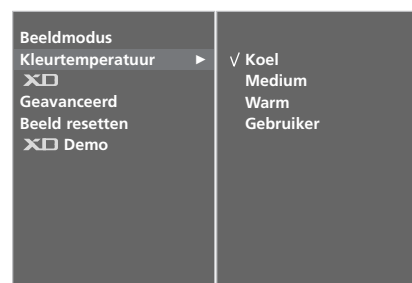 Beeldmodus
Kleurtemperatuur ►
XD
Geavanceerd
Beeld resetten
XD Demo
√ Koel
Medium
Warm
Gebruiker